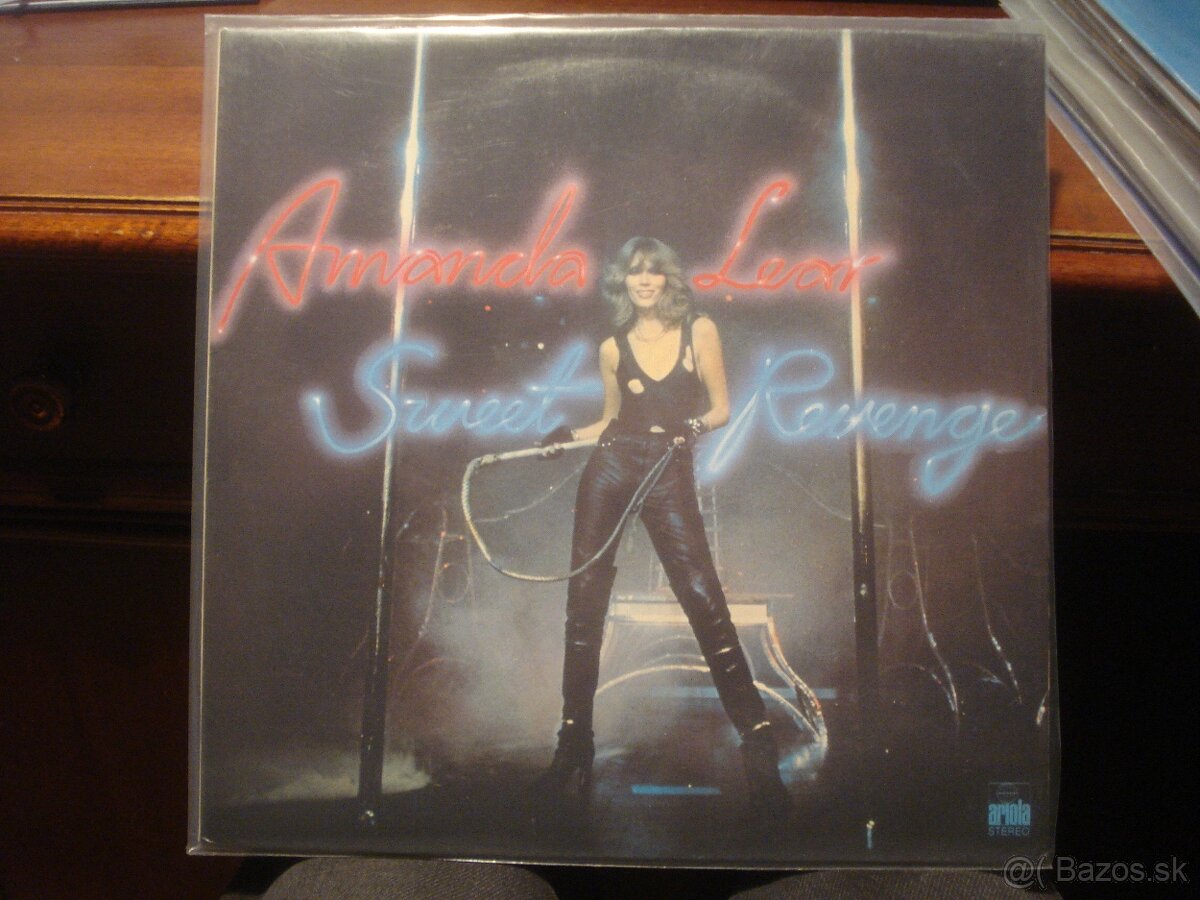 Amanda Lear
Sweet Revenge
ariola
STEREO
@( Bazos.sk